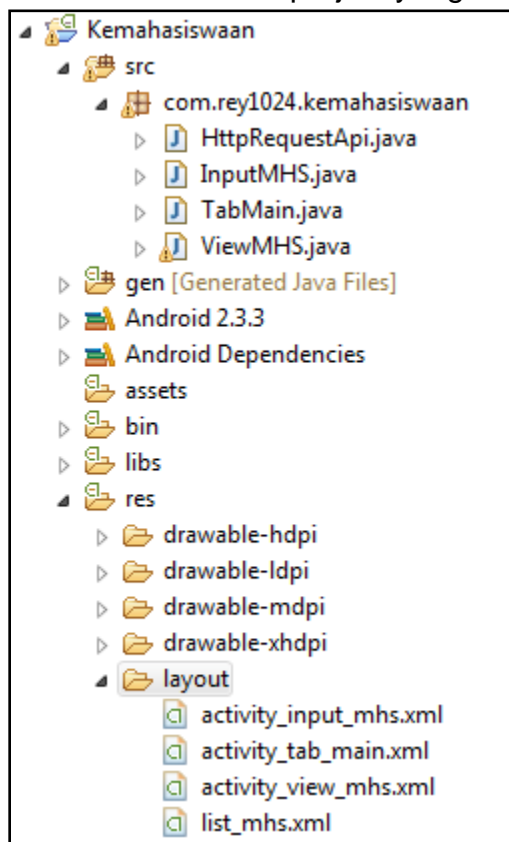 Kemahasiswaan
src
com.rey1024.kemahasiswaan
HttpRequestApi.java
InputMHS.java
TabMain.java
ViewMHS.java
gen [Generated Java Files]
Android 2.3.3
Android Dependencies
assets
bin
libs
res
drawable-hdpi
drawable-ldpi
drawable-mdpi
drawable-xhdpi
layout
activity_input_mhs.xml
activity_tab_main.xml
activity_view_mhs.xml
list_mhs.xml